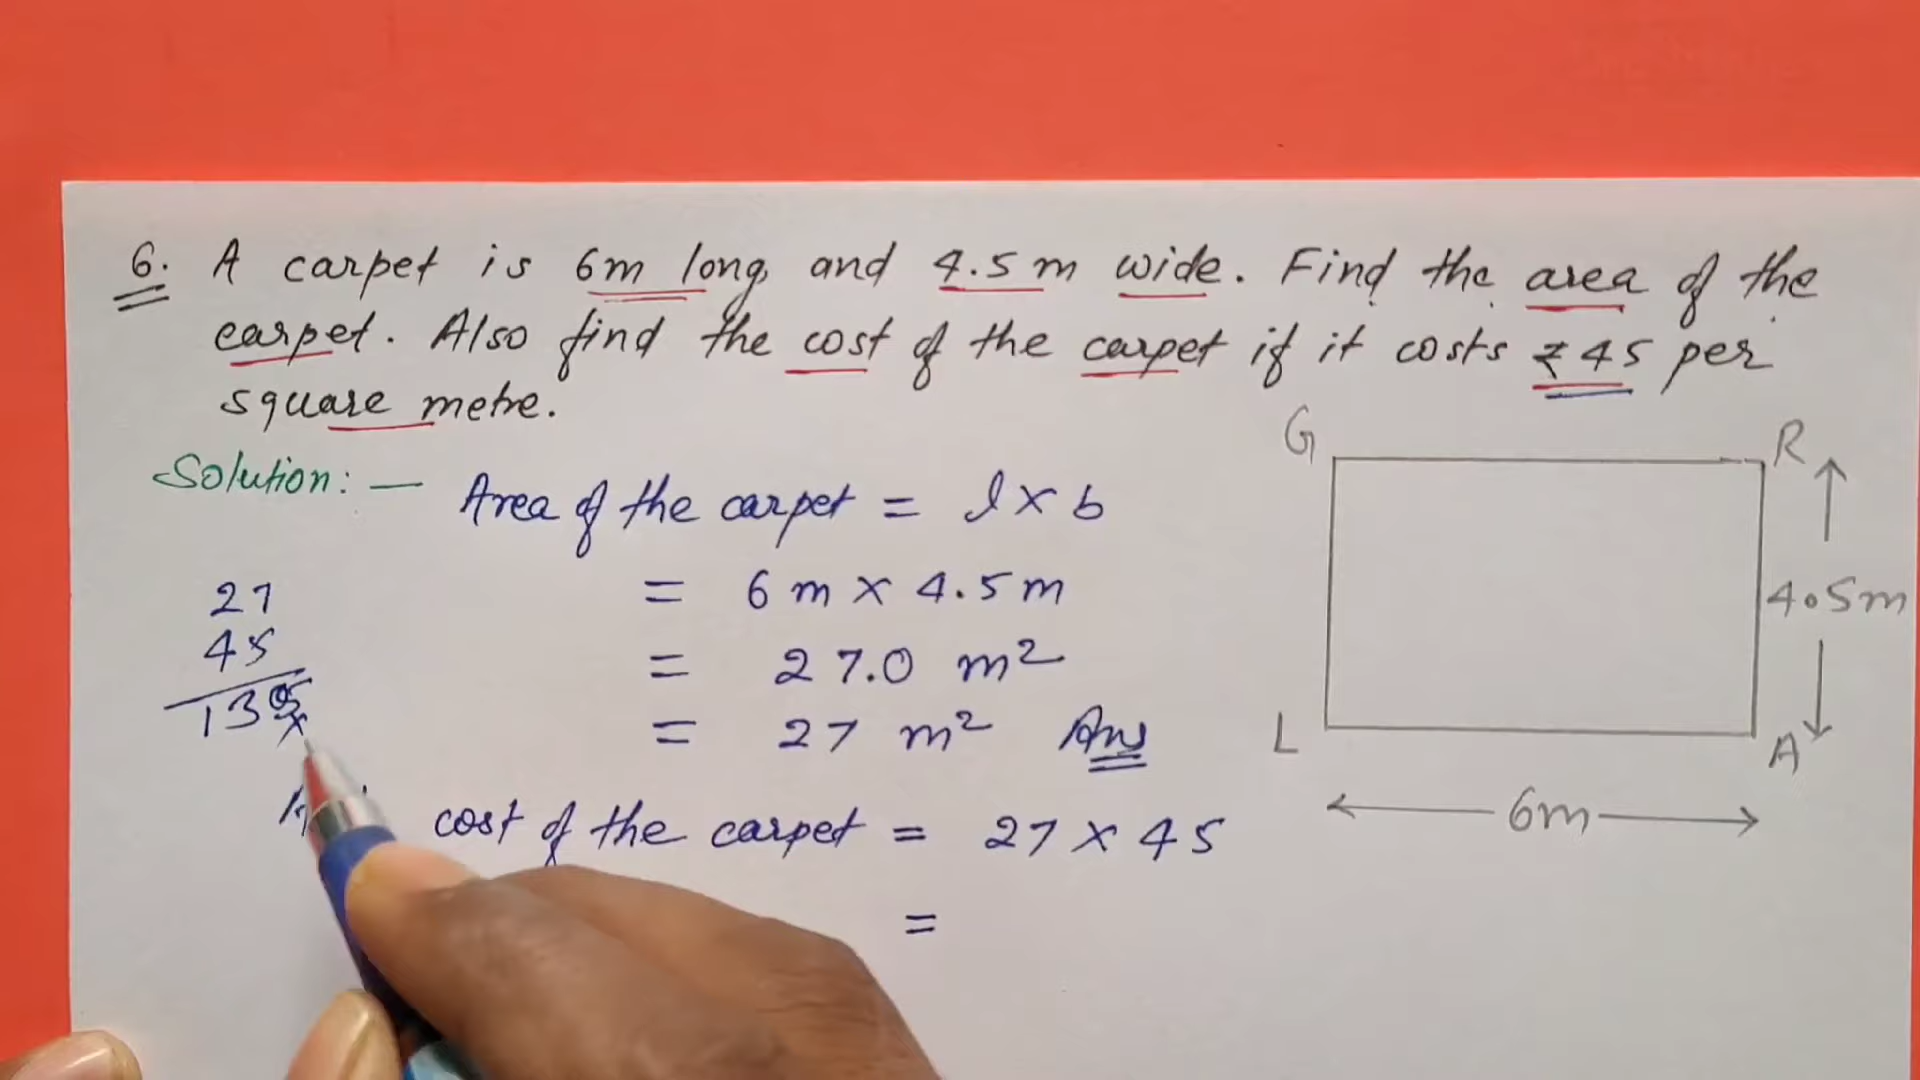 6. A carpet is 6m long and 4.5m wide. Find the area of the
carpet. Also find the cost of the carpet if it costs ₹45 per
square metre.
Solution:—
Area of the carpet = l × b
= 6 m × 4.5 m
= 27.0 m²
= 27 m² Ans
cost of the carpet = 27 × 45
=
27
45
135
×
G
R
4.5m
L
A
6m